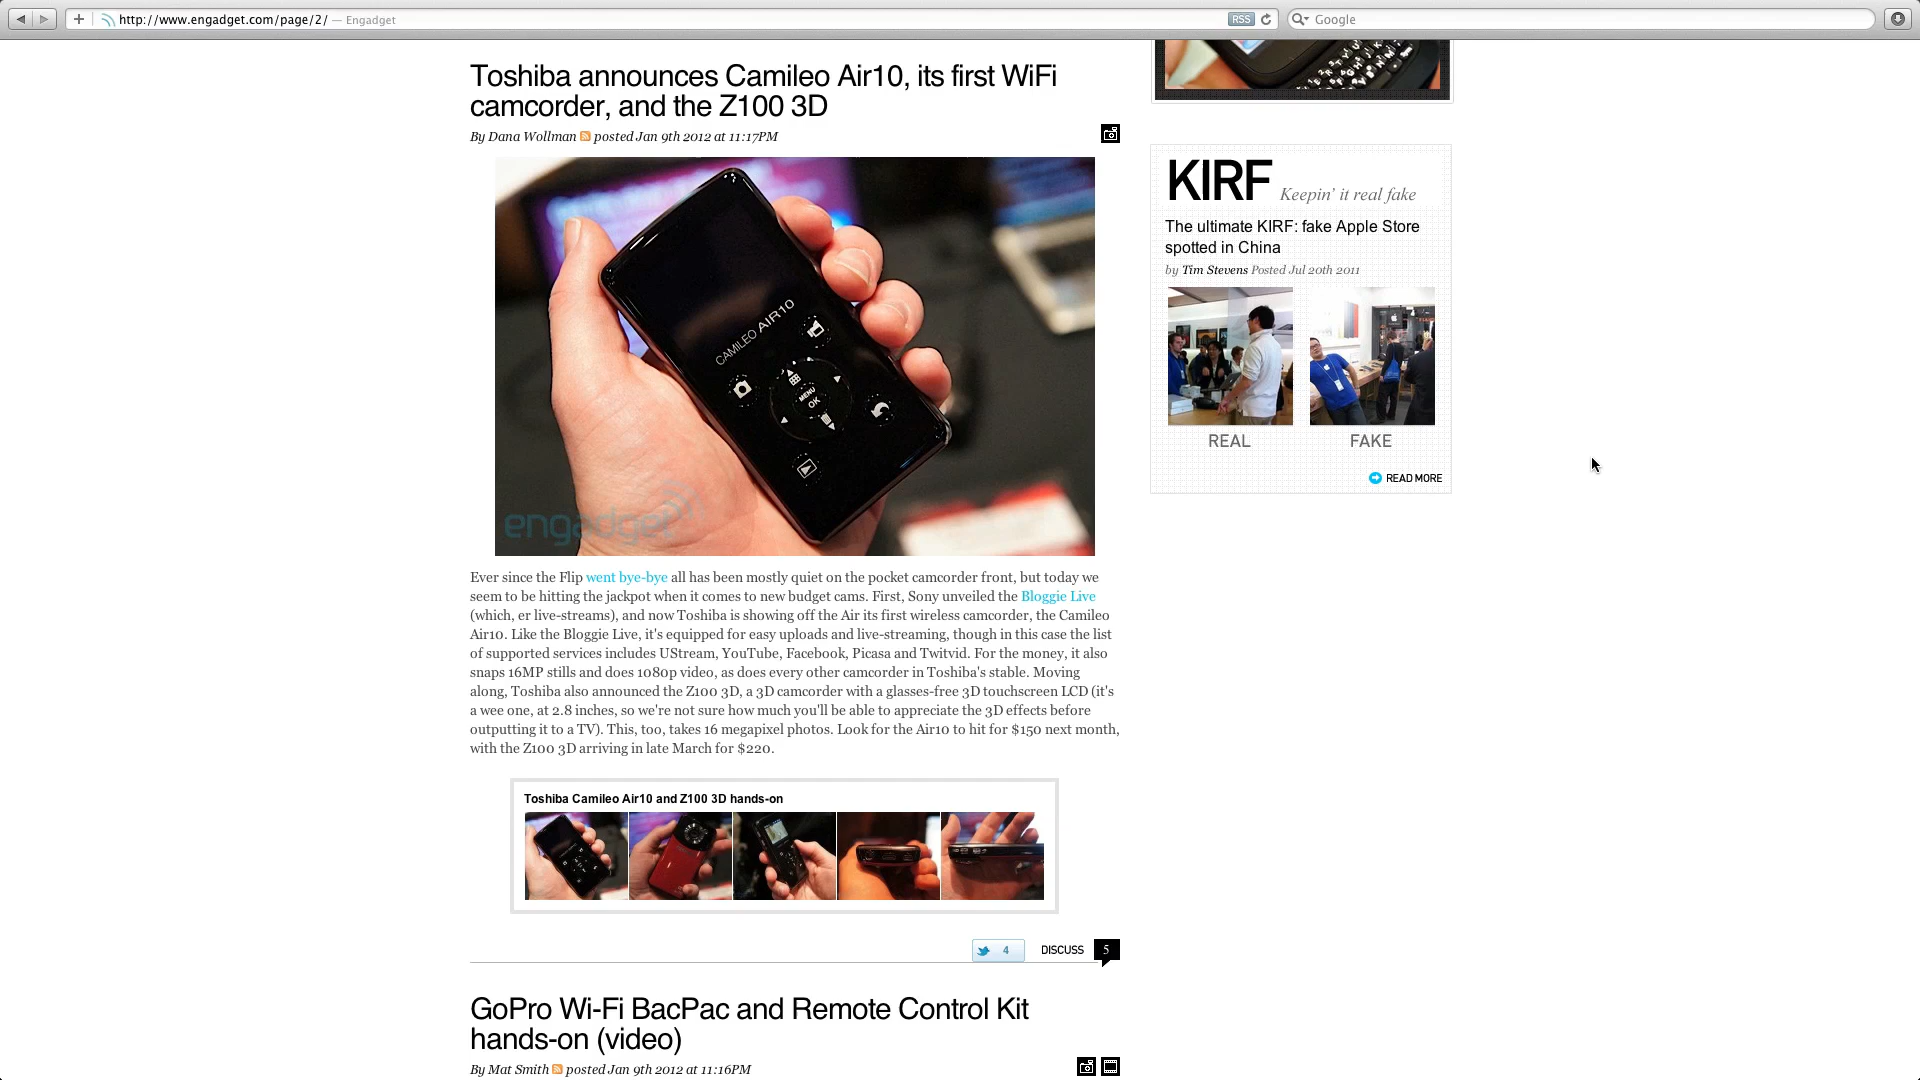 http://www.engadget.com/page/2/ — Engadget
RSS
Google
Toshiba announces Camileo Air10, its first WiFi
camcorder, and the Z100 3D
By Dana Wollman posted Jan 9th 2012 at 11:17PM
CAMILEO AIR10
MENU
OK
engadget
Ever since the Flip went bye-bye all has been mostly quiet on the pocket camcorder front, but today we
seem to be hitting the jackpot when it comes to new budget cams. First, Sony unveiled the Bloggie Live
(which, er live-streams), and now Toshiba is showing off the Air its first wireless camcorder, the Camileo
Air10. Like the Bloggie Live, it's equipped for easy uploads and live-streaming, though in this case the list
of supported services includes UStream, YouTube, Facebook, Picasa and Twitvid. For the money, it also
snaps 16MP stills and does 1080p video, as does every other camcorder in Toshiba's stable. Moving
along, Toshiba also announced the Z100 3D, a 3D camcorder with a glasses-free 3D touchscreen LCD (it's
a wee one, at 2.8 inches, so we're not sure how much you'll be able to appreciate the 3D effects before
outputting it to a TV). This, too, takes 16 megapixel photos. Look for the Air10 to hit for $150 next month,
with the Z100 3D arriving in late March for $220.
Toshiba Camileo Air10 and Z100 3D hands-on
4
DISCUSS 5
GoPro Wi-Fi BacPac and Remote Control Kit
hands-on (video)
By Mat Smith posted Jan 9th 2012 at 11:16PM
KIRF Keepin' it real fake
The ultimate KIRF: fake Apple Store
spotted in China
by Tim Stevens Posted Jul 20th 2011
REAL FAKE
READ MORE